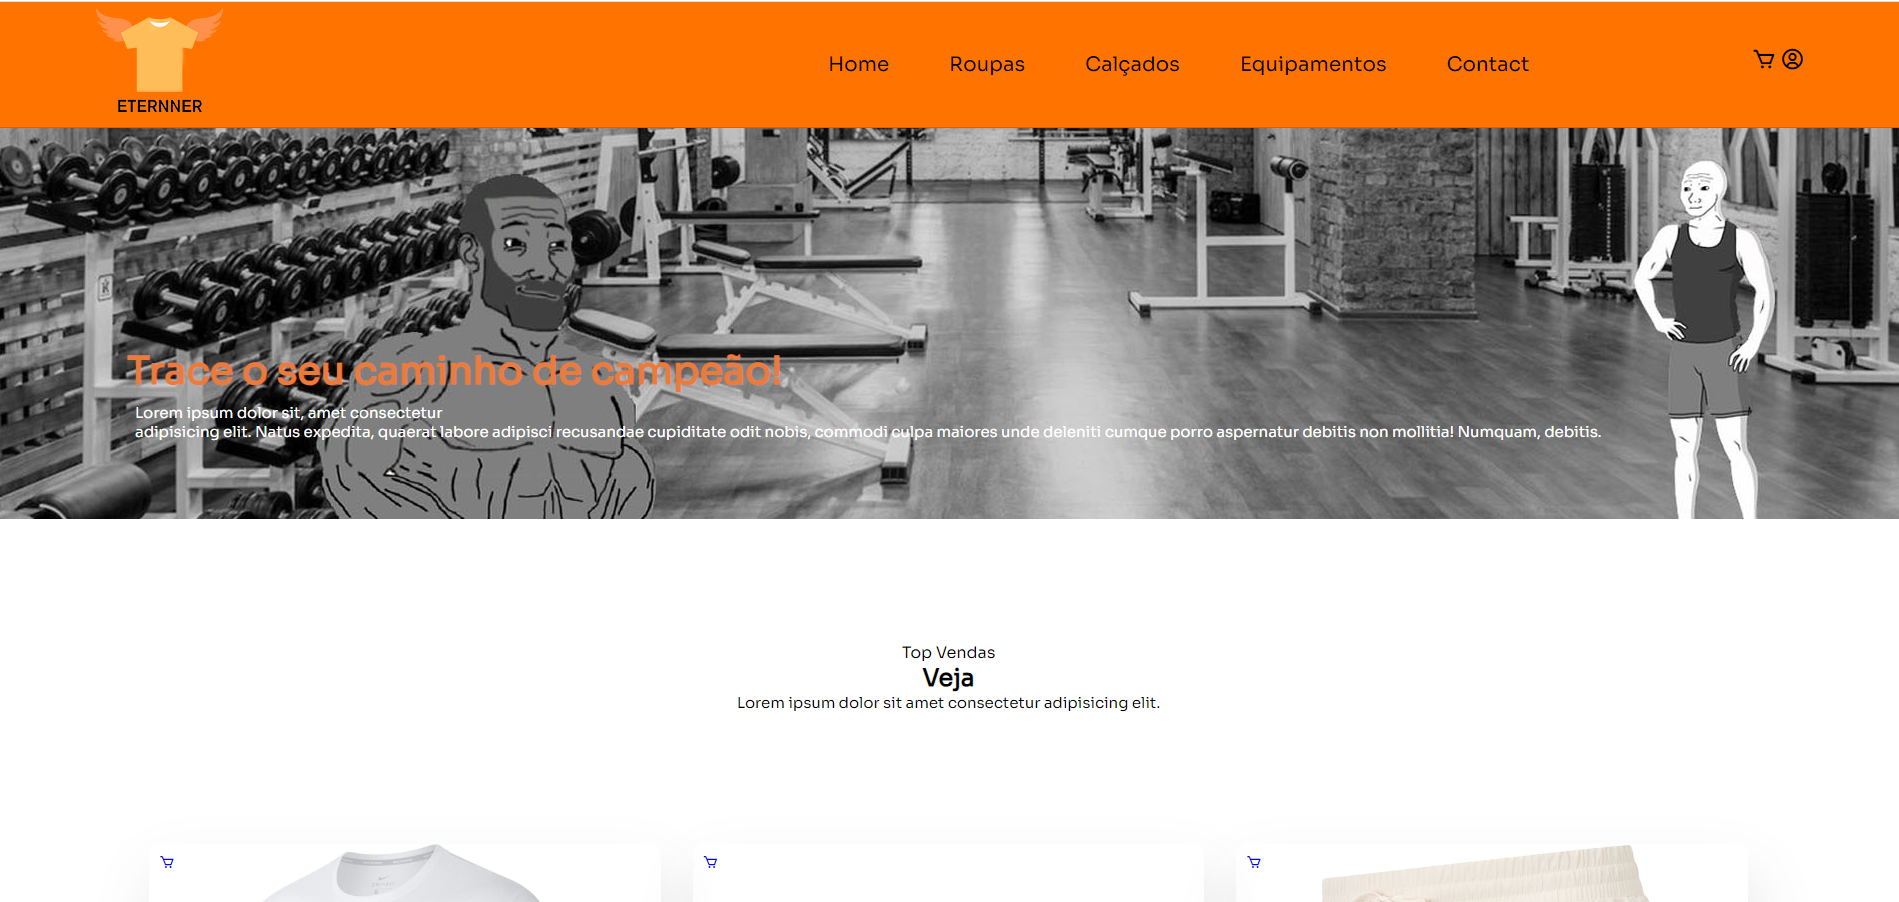 ETERNNER
Home
Roupas
Calçados
Equipamentos
Contact
Trace o seu caminho de campeão!
Lorem ipsum dolor sit, amet consectetur
adipisicing elit. Natus expedita, quaerat labore adipisci recusandae cupiditate odit nobis, commodi culpa maiores unde deleniti cumque porro aspernatur debitis non mollitia! Numquam, debitis.
Top Vendas
Veja
Lorem ipsum dolor sit amet consectetur adipisicing elit.